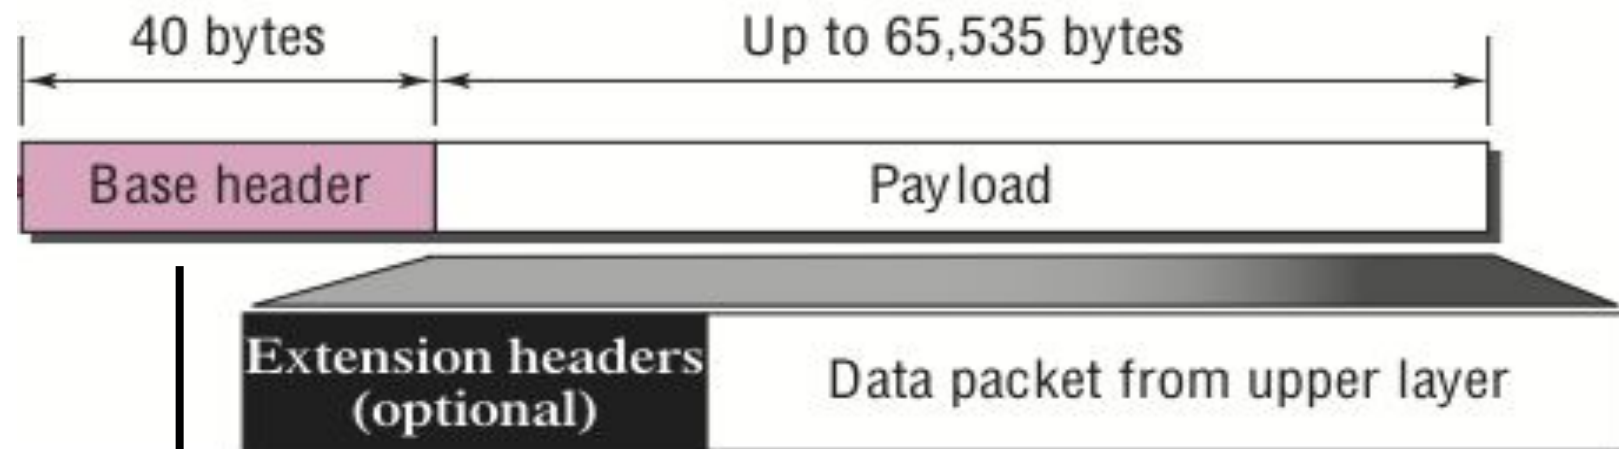 40 bytes
Up to 65,535 bytes
Base header
Payload
Extension headers
(optional)
Data packet from upper layer